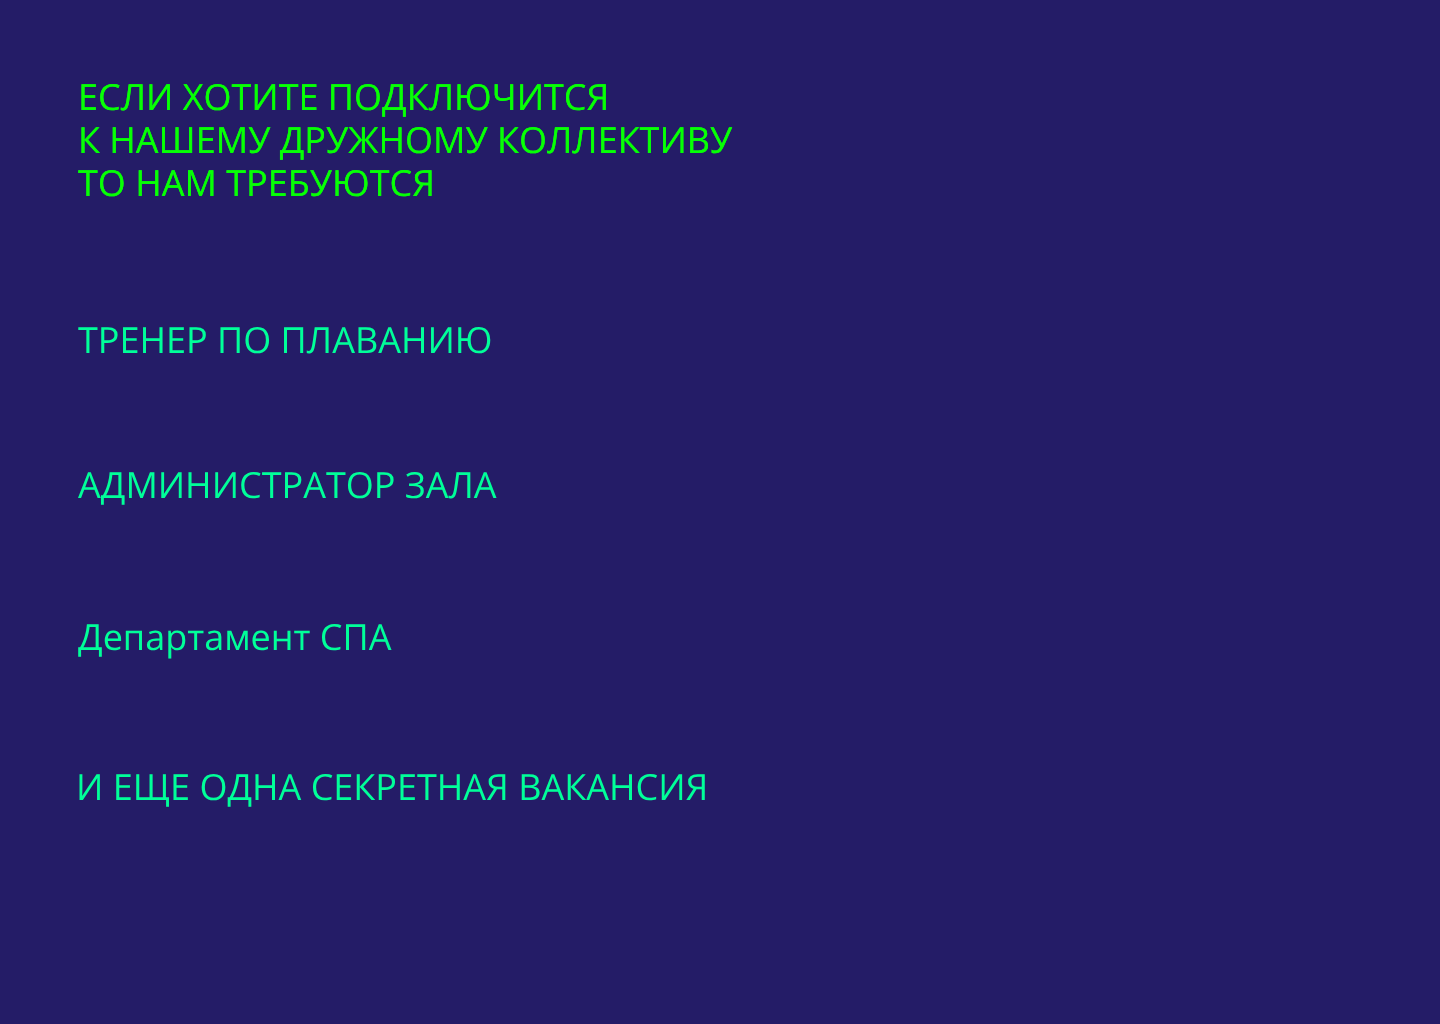 ЕСЛИ ХОТИТЕ ПОДКЛЮЧИТСЯ
К НАШЕМУ ДРУЖНОМУ КОЛЛЕКТИВУ
ТО НАМ ТРЕБУЮТСЯ
ТРЕНЕР ПО ПЛАВАНИЮ
АДМИНИСТРАТОР ЗАЛА
Департамент СПА
И ЕЩЕ ОДНА СЕКРЕТНАЯ ВАКАНСИЯ